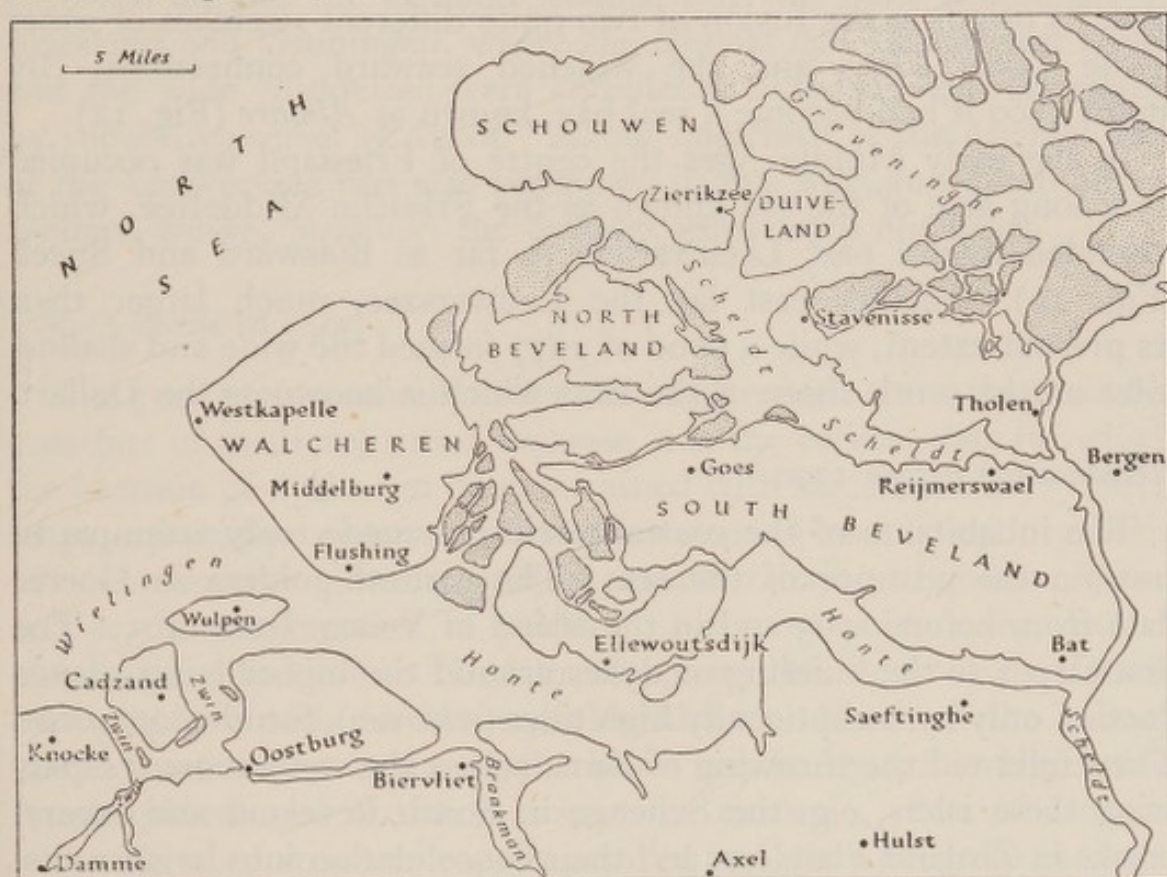 5 Miles
NORTH
SEA
SCHOUWEN
Greveninghe
Zierikzee
DUIVE-
LAND
Scheldt
NORTH
BEVELAND
Stavenisse
Westkapelle
WALCHEREN
Tholen
Scheldt
Goes
Bergen
Middelburg
Reijmerswael
SOUTH
BEVELAND
Flushing
Wielingen
Wulpen
Ellewoutsdijk
Honte
Honte
Bat
Cadzand
Zwin
Zwin
Saeftinghe
Knocke
Oostburg
Biervliet
Braakman
Scheldt
Hulst
Damme
Axel